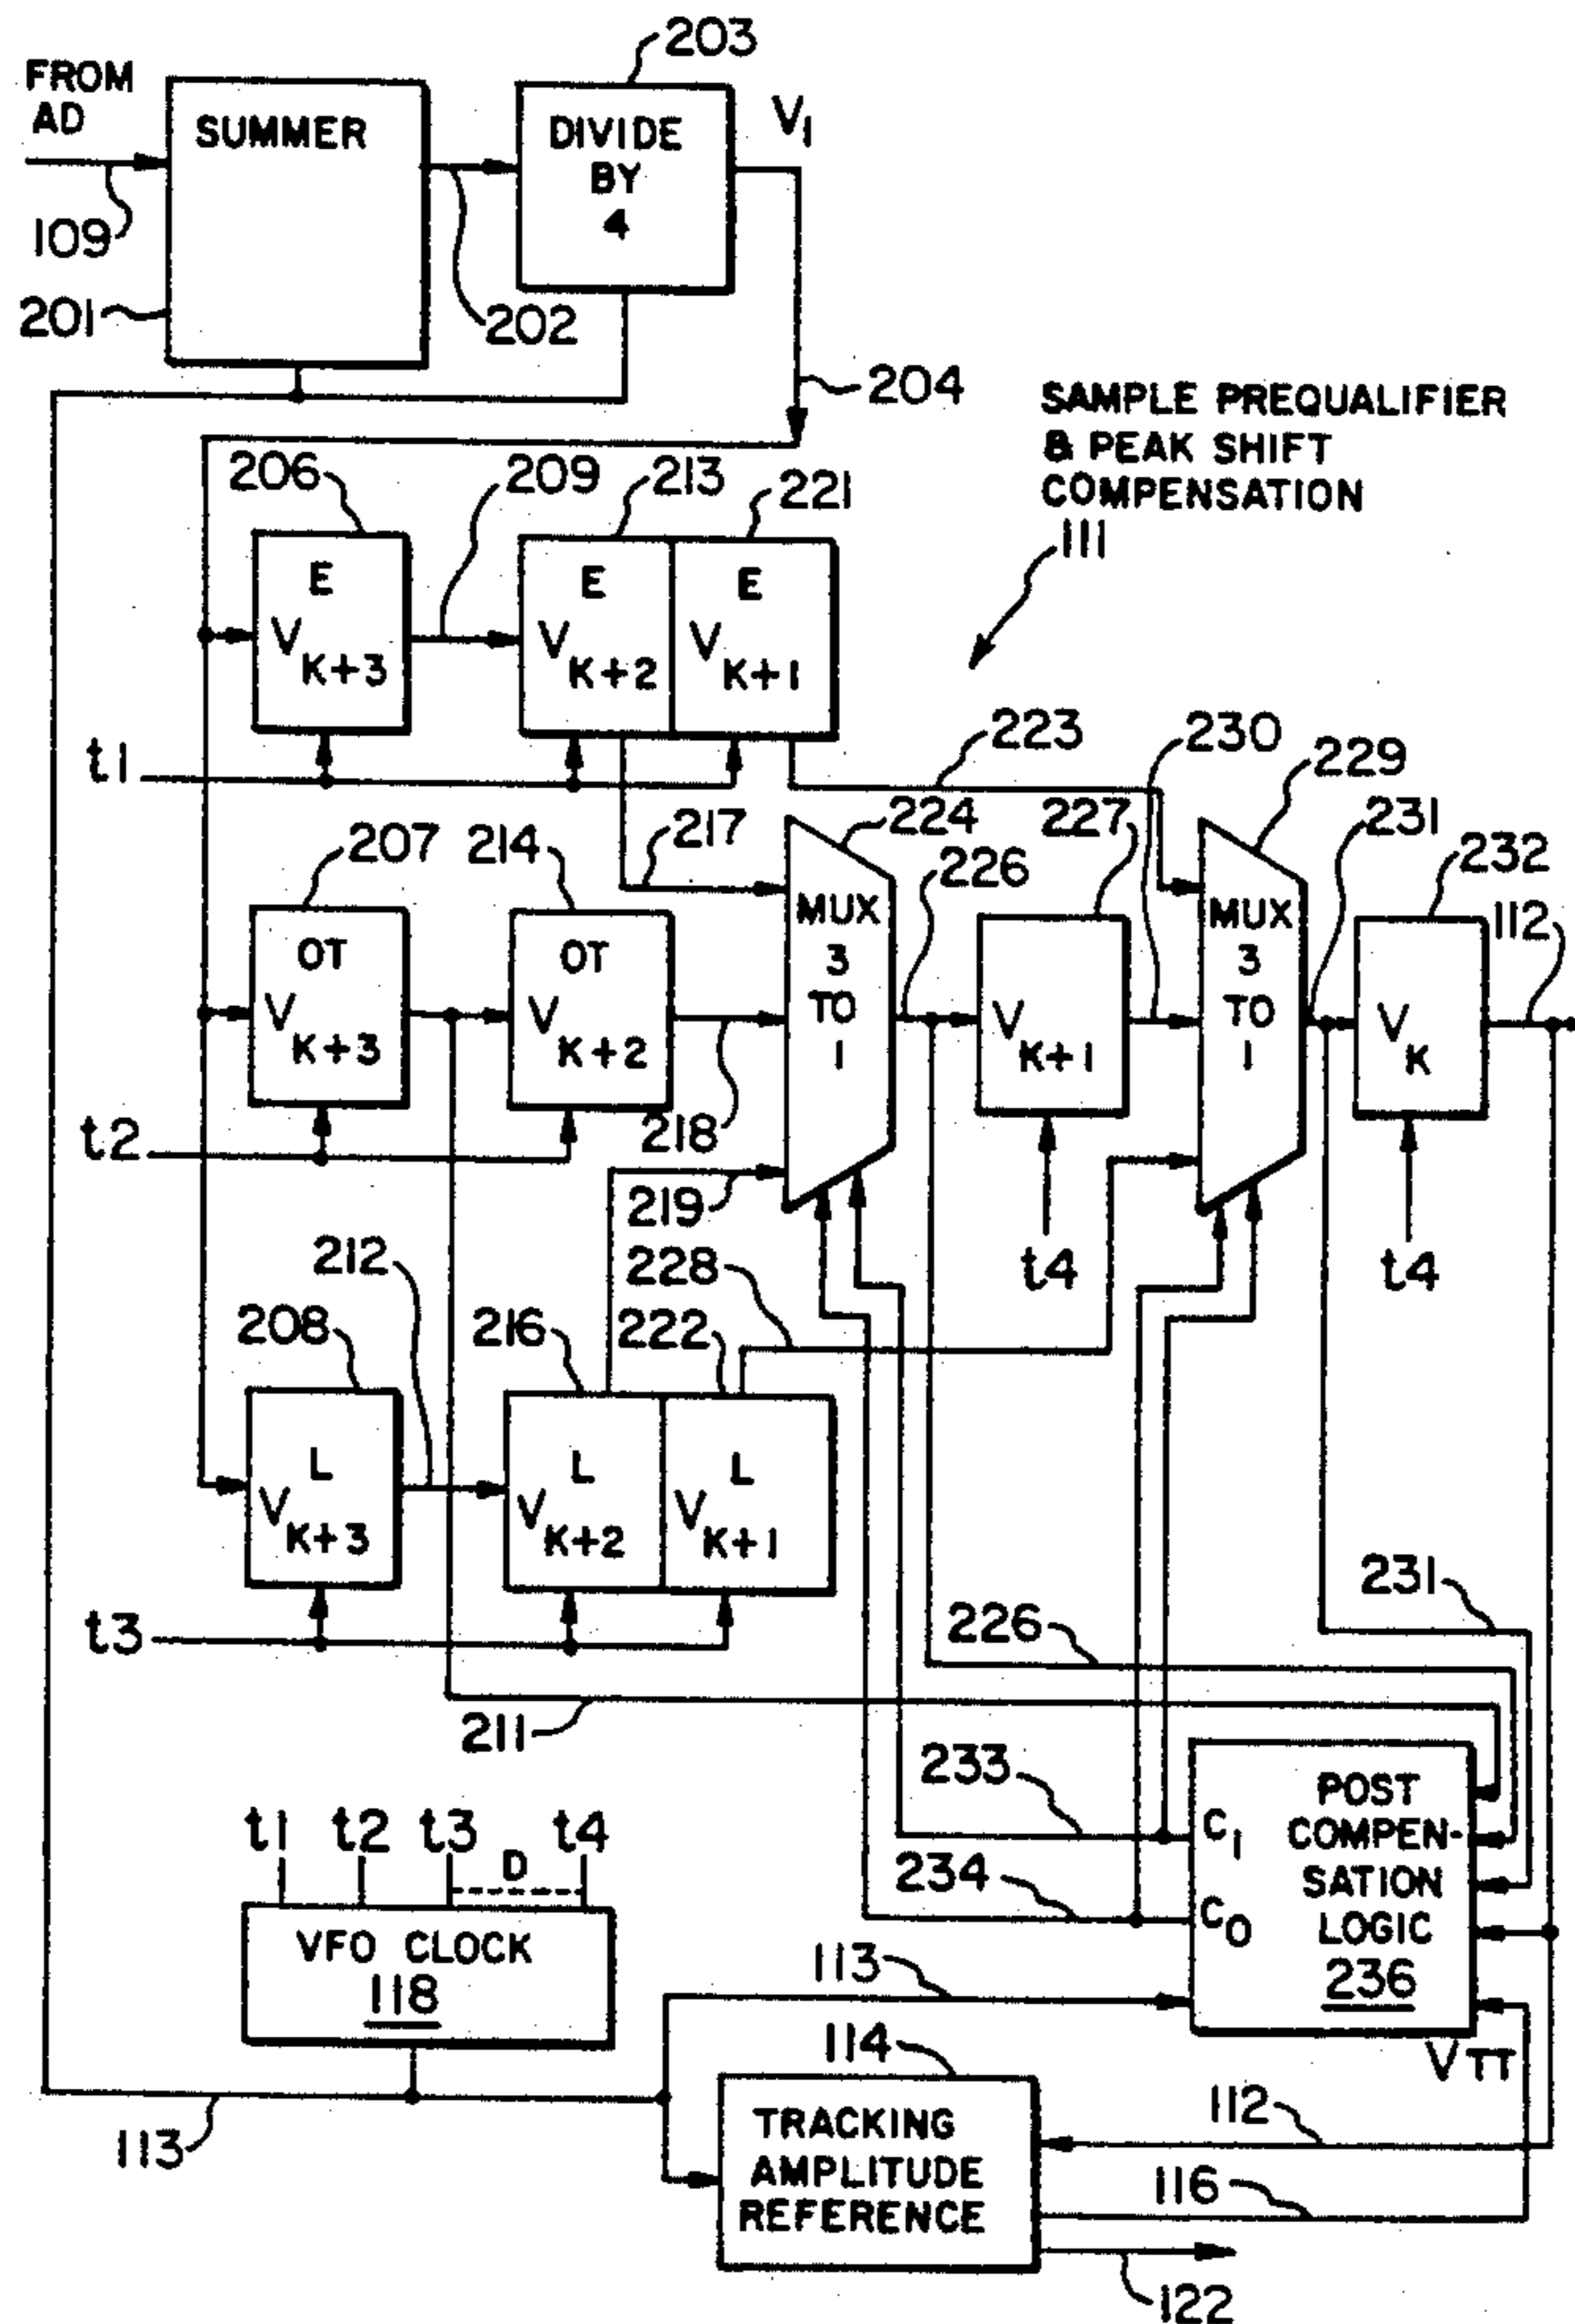 FROM
AD
109
201
SUMMER
202
203
DIVIDE
BY
4
V1
204
SAMPLE PREQUALIFIER
& PEAK SHIFT
COMPENSATION
111
206
E
VK+3
209
213
E
VK+2
221
E
VK+1
t1
223
217
224
226
227
230
229
231
232
112
207
OT
VK+3
214
OT
VK+2
218
MUX
3
TO
1
VK+1
MUX
3
TO
1
VK
t2
219
t4
t4
212
228
208
L
VK+3
216
L
VK+2
222
L
VK+1
t3
231
226
211
233
234
C1
C0
POST
COMPEN-
SATION
LOGIC
236
VTT
t1
t2
t3
D
t4
VFO CLOCK
118
113
113
114
TRACKING
AMPLITUDE
REFERENCE
112
116
122